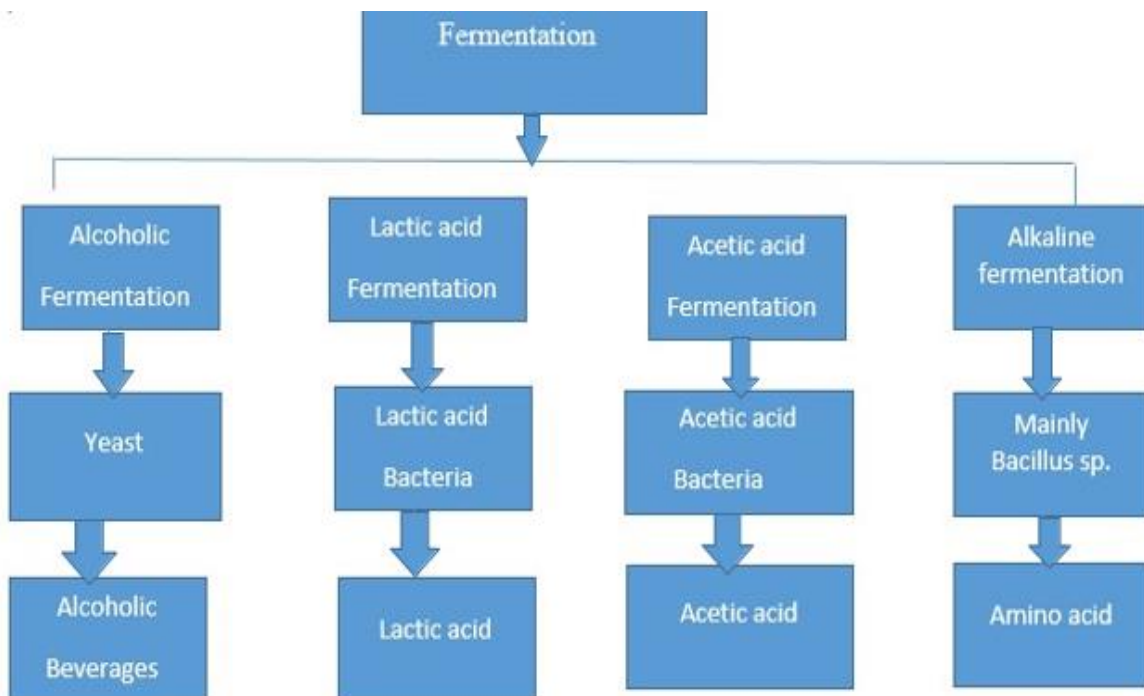 Fermentation
Alcoholic
Fermentation
Lactic acid
Fermentation
Acetic acid
Fermentation
Alkaline
fermentation
Yeast
Lactic acid
Bacteria
Acetic acid
Bacteria
Mainly
Bacillus sp.
Alcoholic
Beverages
Lactic acid
Acetic acid
Amino acid